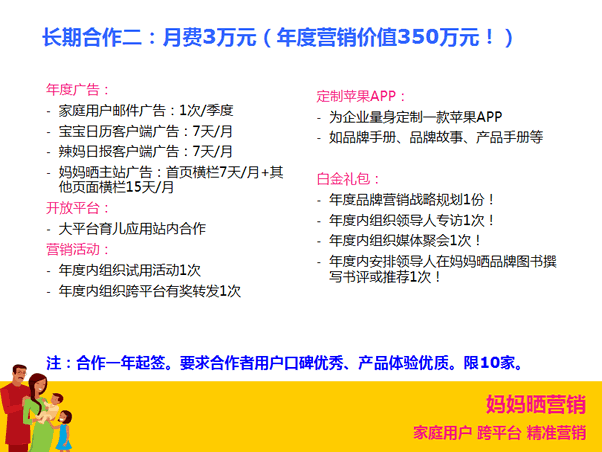 长期合作二：月费3万元（年度营销价值350万元！）
年度广告：
- 家庭用户邮件广告：1次/季度
- 宝宝日历客户端广告：7天/月
- 辣妈日报客户端广告：7天/月
- 妈妈晒主站广告：首页横栏7天/月+其
他页面横栏15天/月
开放平台：
- 大平台育儿应用站内合作
营销活动：
- 年度内组织试用活动1次
- 年度内组织跨平台有奖转发1次
定制苹果APP：
- 为企业量身定制一款苹果APP
- 如品牌手册、品牌故事、产品手册等
白金礼包：
- 年度品牌营销战略规划1份！
- 年度内组织领导人专访1次！
- 年度内组织媒体聚会1次！
- 年度内安排领导人在妈妈晒品牌图书撰
写书评或推荐1次！
注：合作一年起签。要求合作者用户口碑优秀、产品体验优质。限10家。
妈妈晒营销
家庭用户 跨平台 精准营销